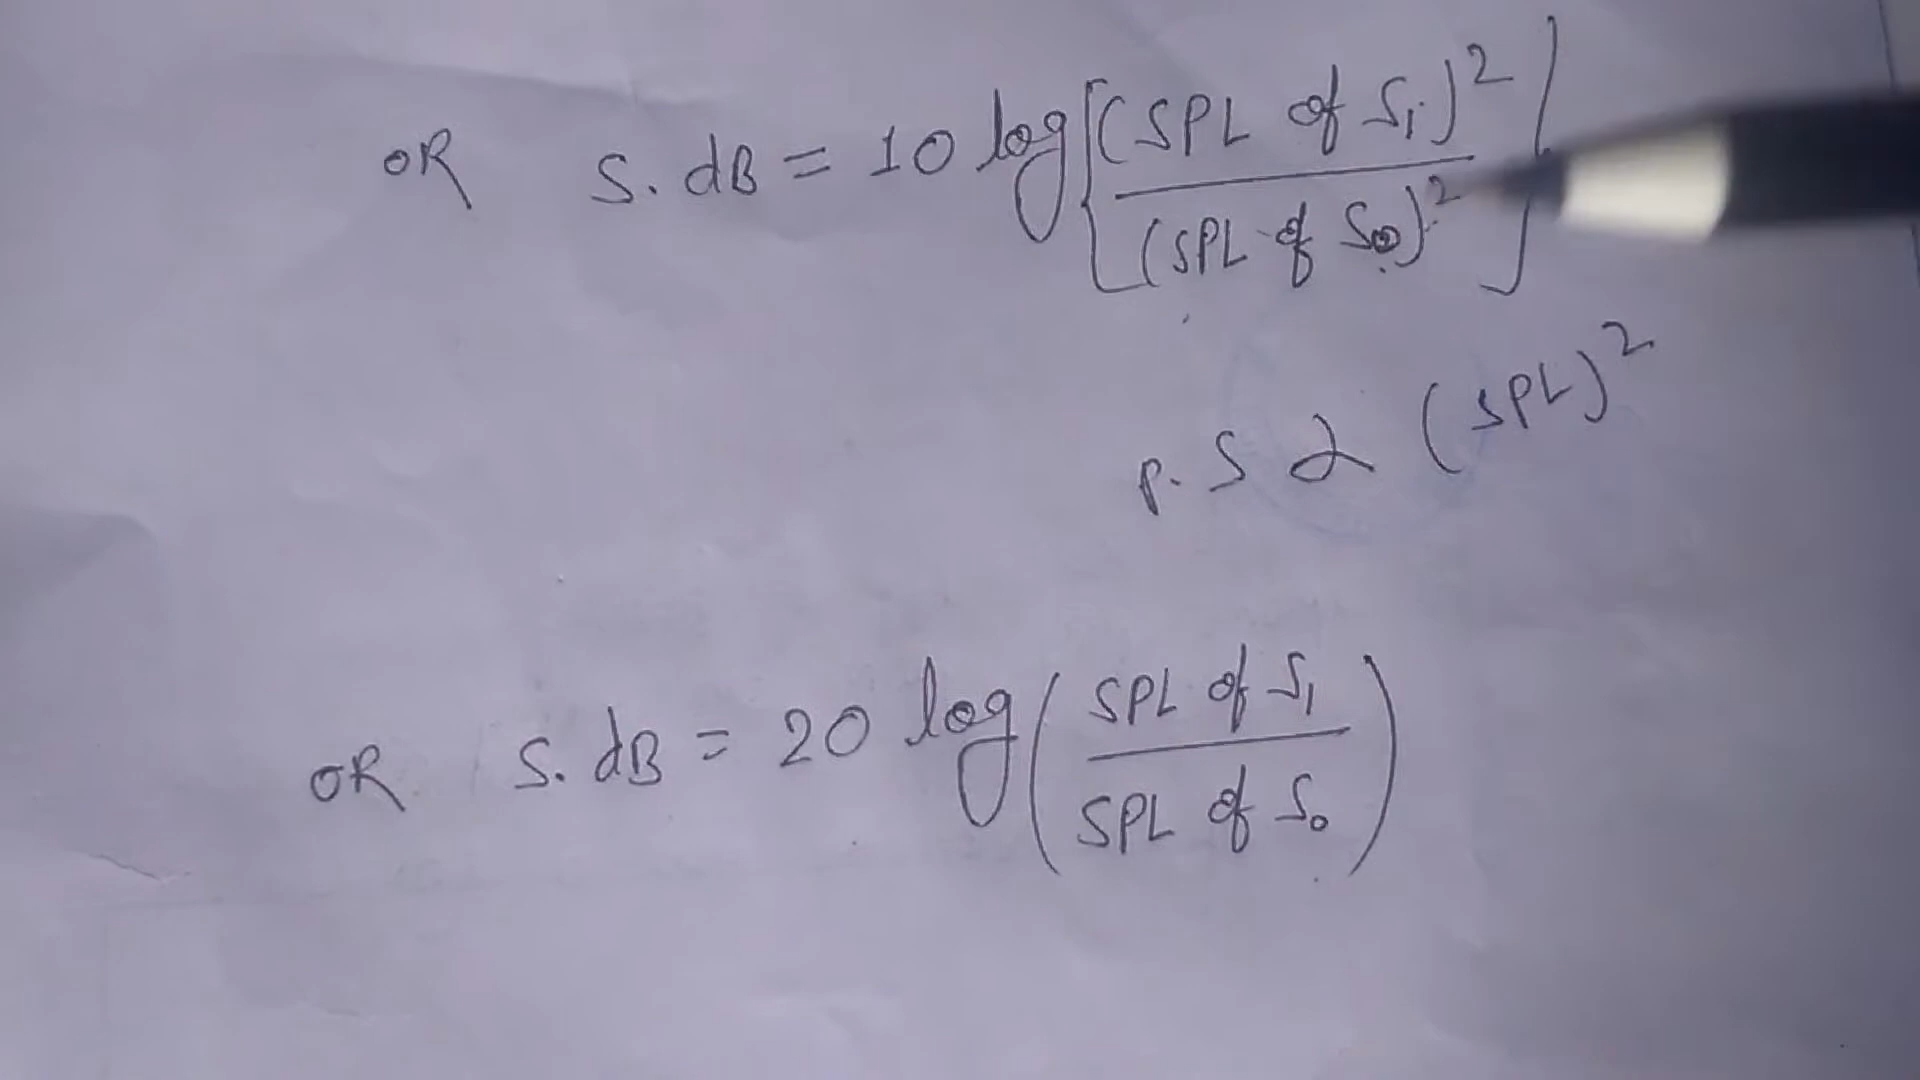 OR S. dB = 10 log [(SPL of S₁)² / (SPL of S₀)²]
P. S α (SPL)²
OR S. dB = 20 log (SPL of S₁ / SPL of S₀)